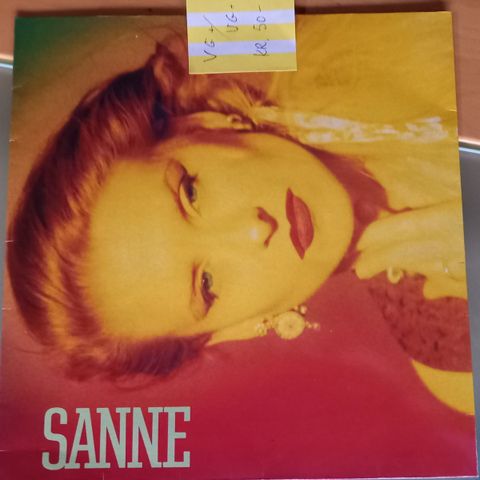 VG+/
VG+
KR. 50-
SANNE